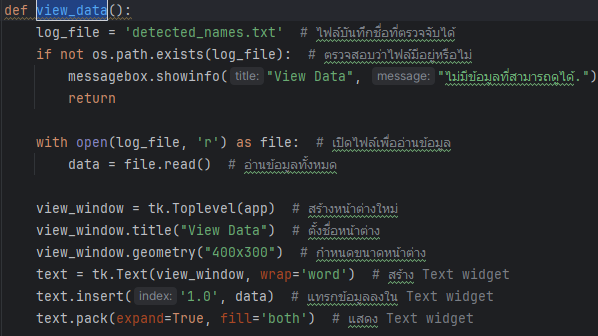 def view_data():
    log_file = 'detected_names.txt'  # ไฟล์บันทึกชื่อที่ตรวจจับได้
    if not os.path.exists(log_file):  # ตรวจสอบว่าไฟล์มีอยู่หรือไม่
        messagebox.showinfo( title: "View Data",  message: "ไม่มีข้อมูลที่สามารถดูได้.")
        return
    with open(log_file, 'r') as file:  # เปิดไฟล์เพื่ออ่านข้อมูล
        data = file.read()  # อ่านข้อมูลทั้งหมด
    view_window = tk.Toplevel(app)  # สร้างหน้าต่างใหม่
    view_window.title("View Data")  # ตั้งชื่อหน้าต่าง
    view_window.geometry("400x300")  # กำหนดขนาดหน้าต่าง
    text = tk.Text(view_window, wrap='word')  # สร้าง Text widget
    text.insert( index: '1.0', data)  # แทรกข้อมูลลงใน Text widget
    text.pack(expand=True, fill='both')  # แสดง Text widget